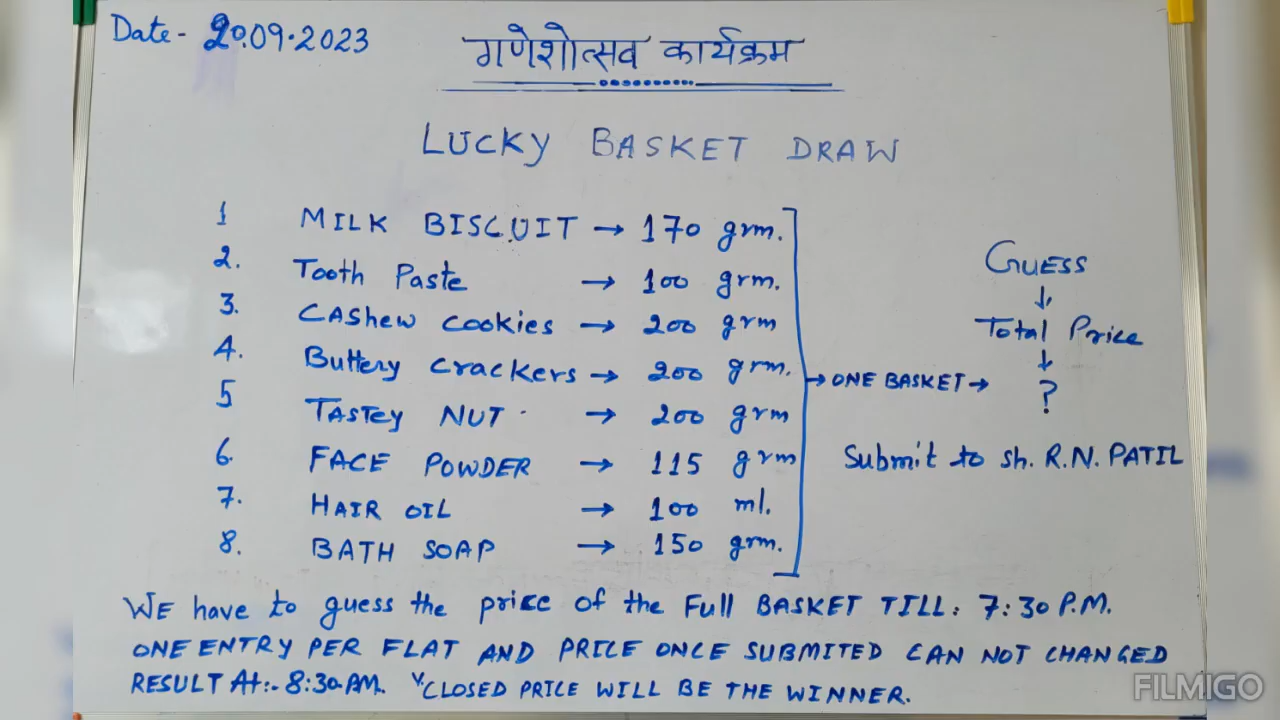 Date- 20.09.2023
गणेशोत्सव कार्यक्रम
LUCKY BASKET DRAW
1 MILK BISCUIT → 170 grm.
2. Tooth Paste → 100 grm.
3. CAShew cookies → 200 grm
4. Buttery crackers → 200 grm.
5 TASTey NUT → 200 grm
6. FACE POWDER → 115 grm
7. HAIR OIL → 100 ml.
8. BATH SOAP → 150 grm.
→ ONE BASKET →
GUESS
↓
Total Price
↓
?
Submit to sh. R.N. PATIL
WE have to guess the price of the Full BASKET TILL: 7:30 P.M.
ONE ENTRY PER FLAT AND PRICE ONCE SUBMITED CAN NOT CHANGED
RESULT At:- 8:30 PM. CLOSED PRICE WILL BE THE WINNER.
FILMIGO